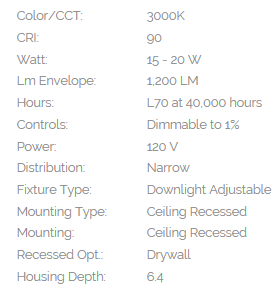 Color/CCT: 3000K
CRI: 90
Watt: 15 - 20 W
Lm Envelope: 1,200 LM
Hours: L70 at 40,000 hours
Controls: Dimmable to 1%
Power: 120 V
Distribution: Narrow
Fixture Type: Downlight Adjustable
Mounting Type: Ceiling Recessed
Mounting: Ceiling Recessed
Recessed Opt.: Drywall
Housing Depth: 6.4